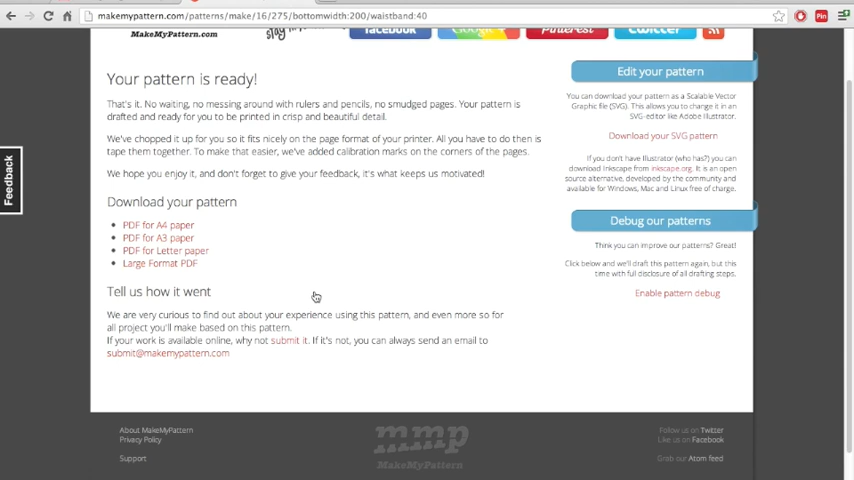 makemypattern.com/patterns/make/16/275/bottomwidth:200/waistband:40
Pin
MakeMyPattern.com
stay in
facebook
Google
Pinterest
twitter
Feedback
Your pattern is ready!
That's it. No waiting, no messing around with rulers and pencils, no smudged pages. Your pattern is
drafted and ready for you to be printed in crisp and beautiful detail.
We've chopped it up for you so it fits nicely on the page format of your printer. All you have to do then is
tape them together. To make that easier, we've added calibration marks on the corners of the pages.
We hope you enjoy it, and don't forget to give your feedback, it's what keeps us motivated!
Download your pattern
PDF for A4 paper
PDF for A3 paper
PDF for Letter paper
Large Format PDF
Tell us how it went
We are very curious to find out about your experience using this pattern, and even more so for
all project you'll make based on this pattern.
If your work is available online, why not submit it. If it's not, you can always send an email to
submit@makemypattern.com
Edit your pattern
You can download your pattern as a Scalable Vector
Graphic file (SVG). This allows you to change it in an
SVG-editor like Adobe Illustrator.
Download your SVG pattern
If you don't have Illustrator (who has?) you can
download Inkscape from inkscape.org. It is an open
source alternative, developed by the community and
available for Windows, Mac and Linux free of charge.
Debug our patterns
Think you can improve our patterns? Great!
Click below and we'll draft this pattern again, but this
time with full disclosure of all drafting steps.
Enable pattern debug
About MakeMyPattern
Privacy Policy
Support
mmp
MakeMyPattern.com
Follow us on Twitter
Like us on Facebook
Grab our Atom feed